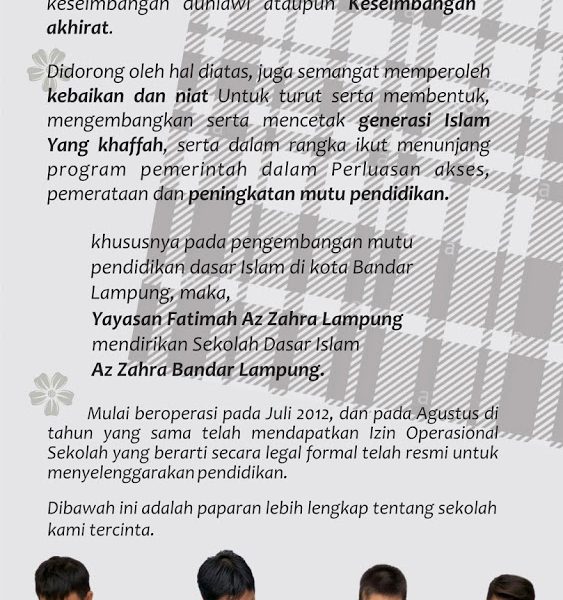 keseimbangan duniawi ataupun Keseimbangan
akhirat.
Didorong oleh hal diatas, juga semangat memperoleh
kebaikan dan niat Untuk turut serta membentuk,
mengembangkan serta mencetak generasi Islam
Yang khaffah, serta dalam rangka ikut menunjang
program pemerintah dalam Perluasan akses,
pemerataan dan peningkatan mutu pendidikan.
khususnya pada pengembangan mutu
pendidikan dasar Islam di kota Bandar
Lampung, maka,
Yayasan Fatimah Az Zahra Lampung
mendirikan Sekolah Dasar Islam
Az Zahra Bandar Lampung.
Mulai beroperasi pada Juli 2012, dan pada Agustus di
tahun yang sama telah mendapatkan Izin Operasional
Sekolah yang berarti secara legal formal telah resmi untuk
menyelenggarakan pendidikan.
Dibawah ini adalah paparan lebih lengkap tentang sekolah
kami tercinta.